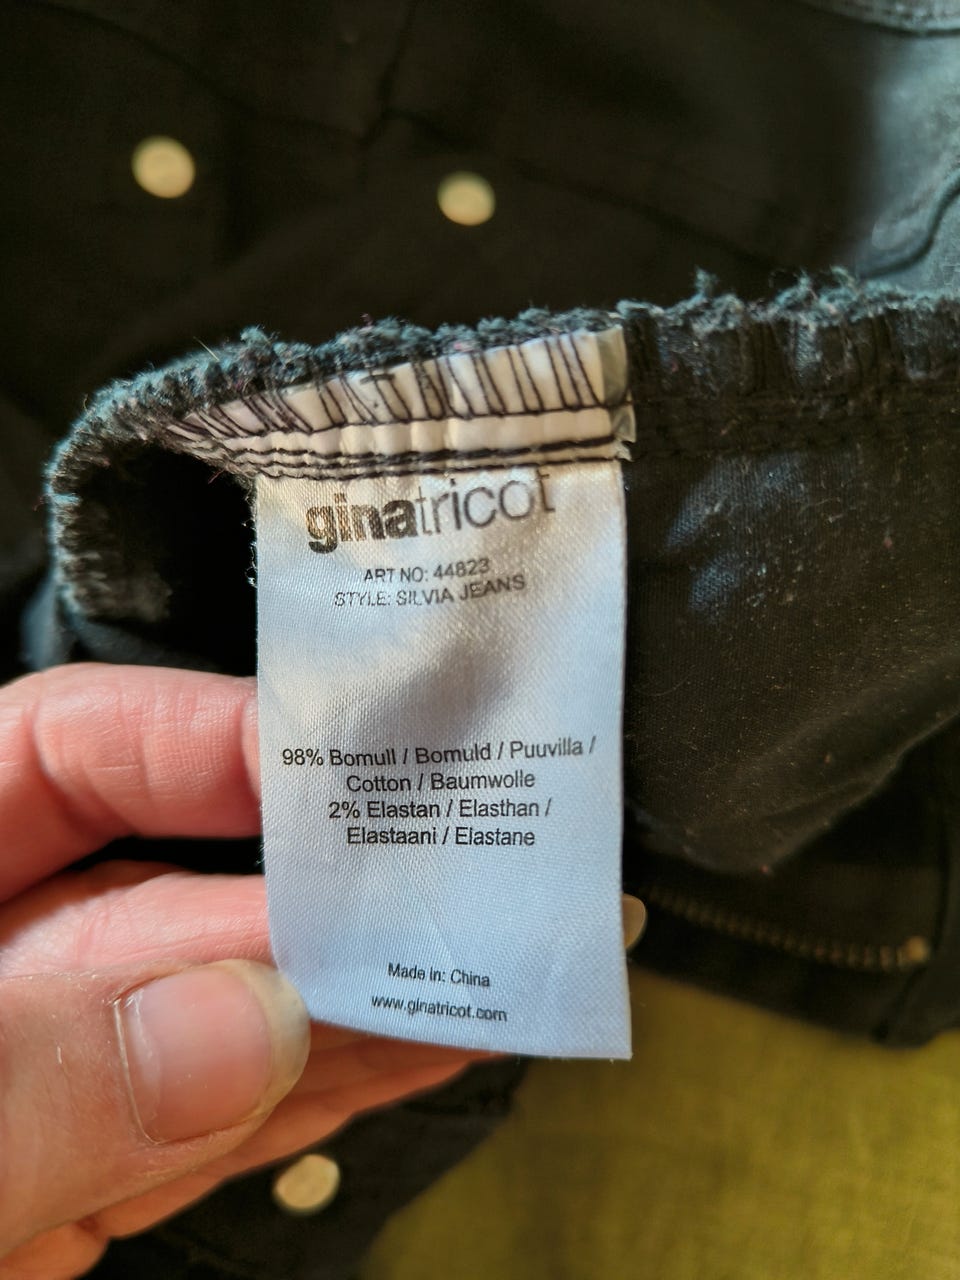 ginatricot
ART NO: 44823
STYLE: SILVIA JEANS
98% Bomull / Bomuld / Puuvilla /
Cotton / Baumwolle
2% Elastan / Elasthan /
Elastaani / Elastane
Made in: China
www.ginatricot.com